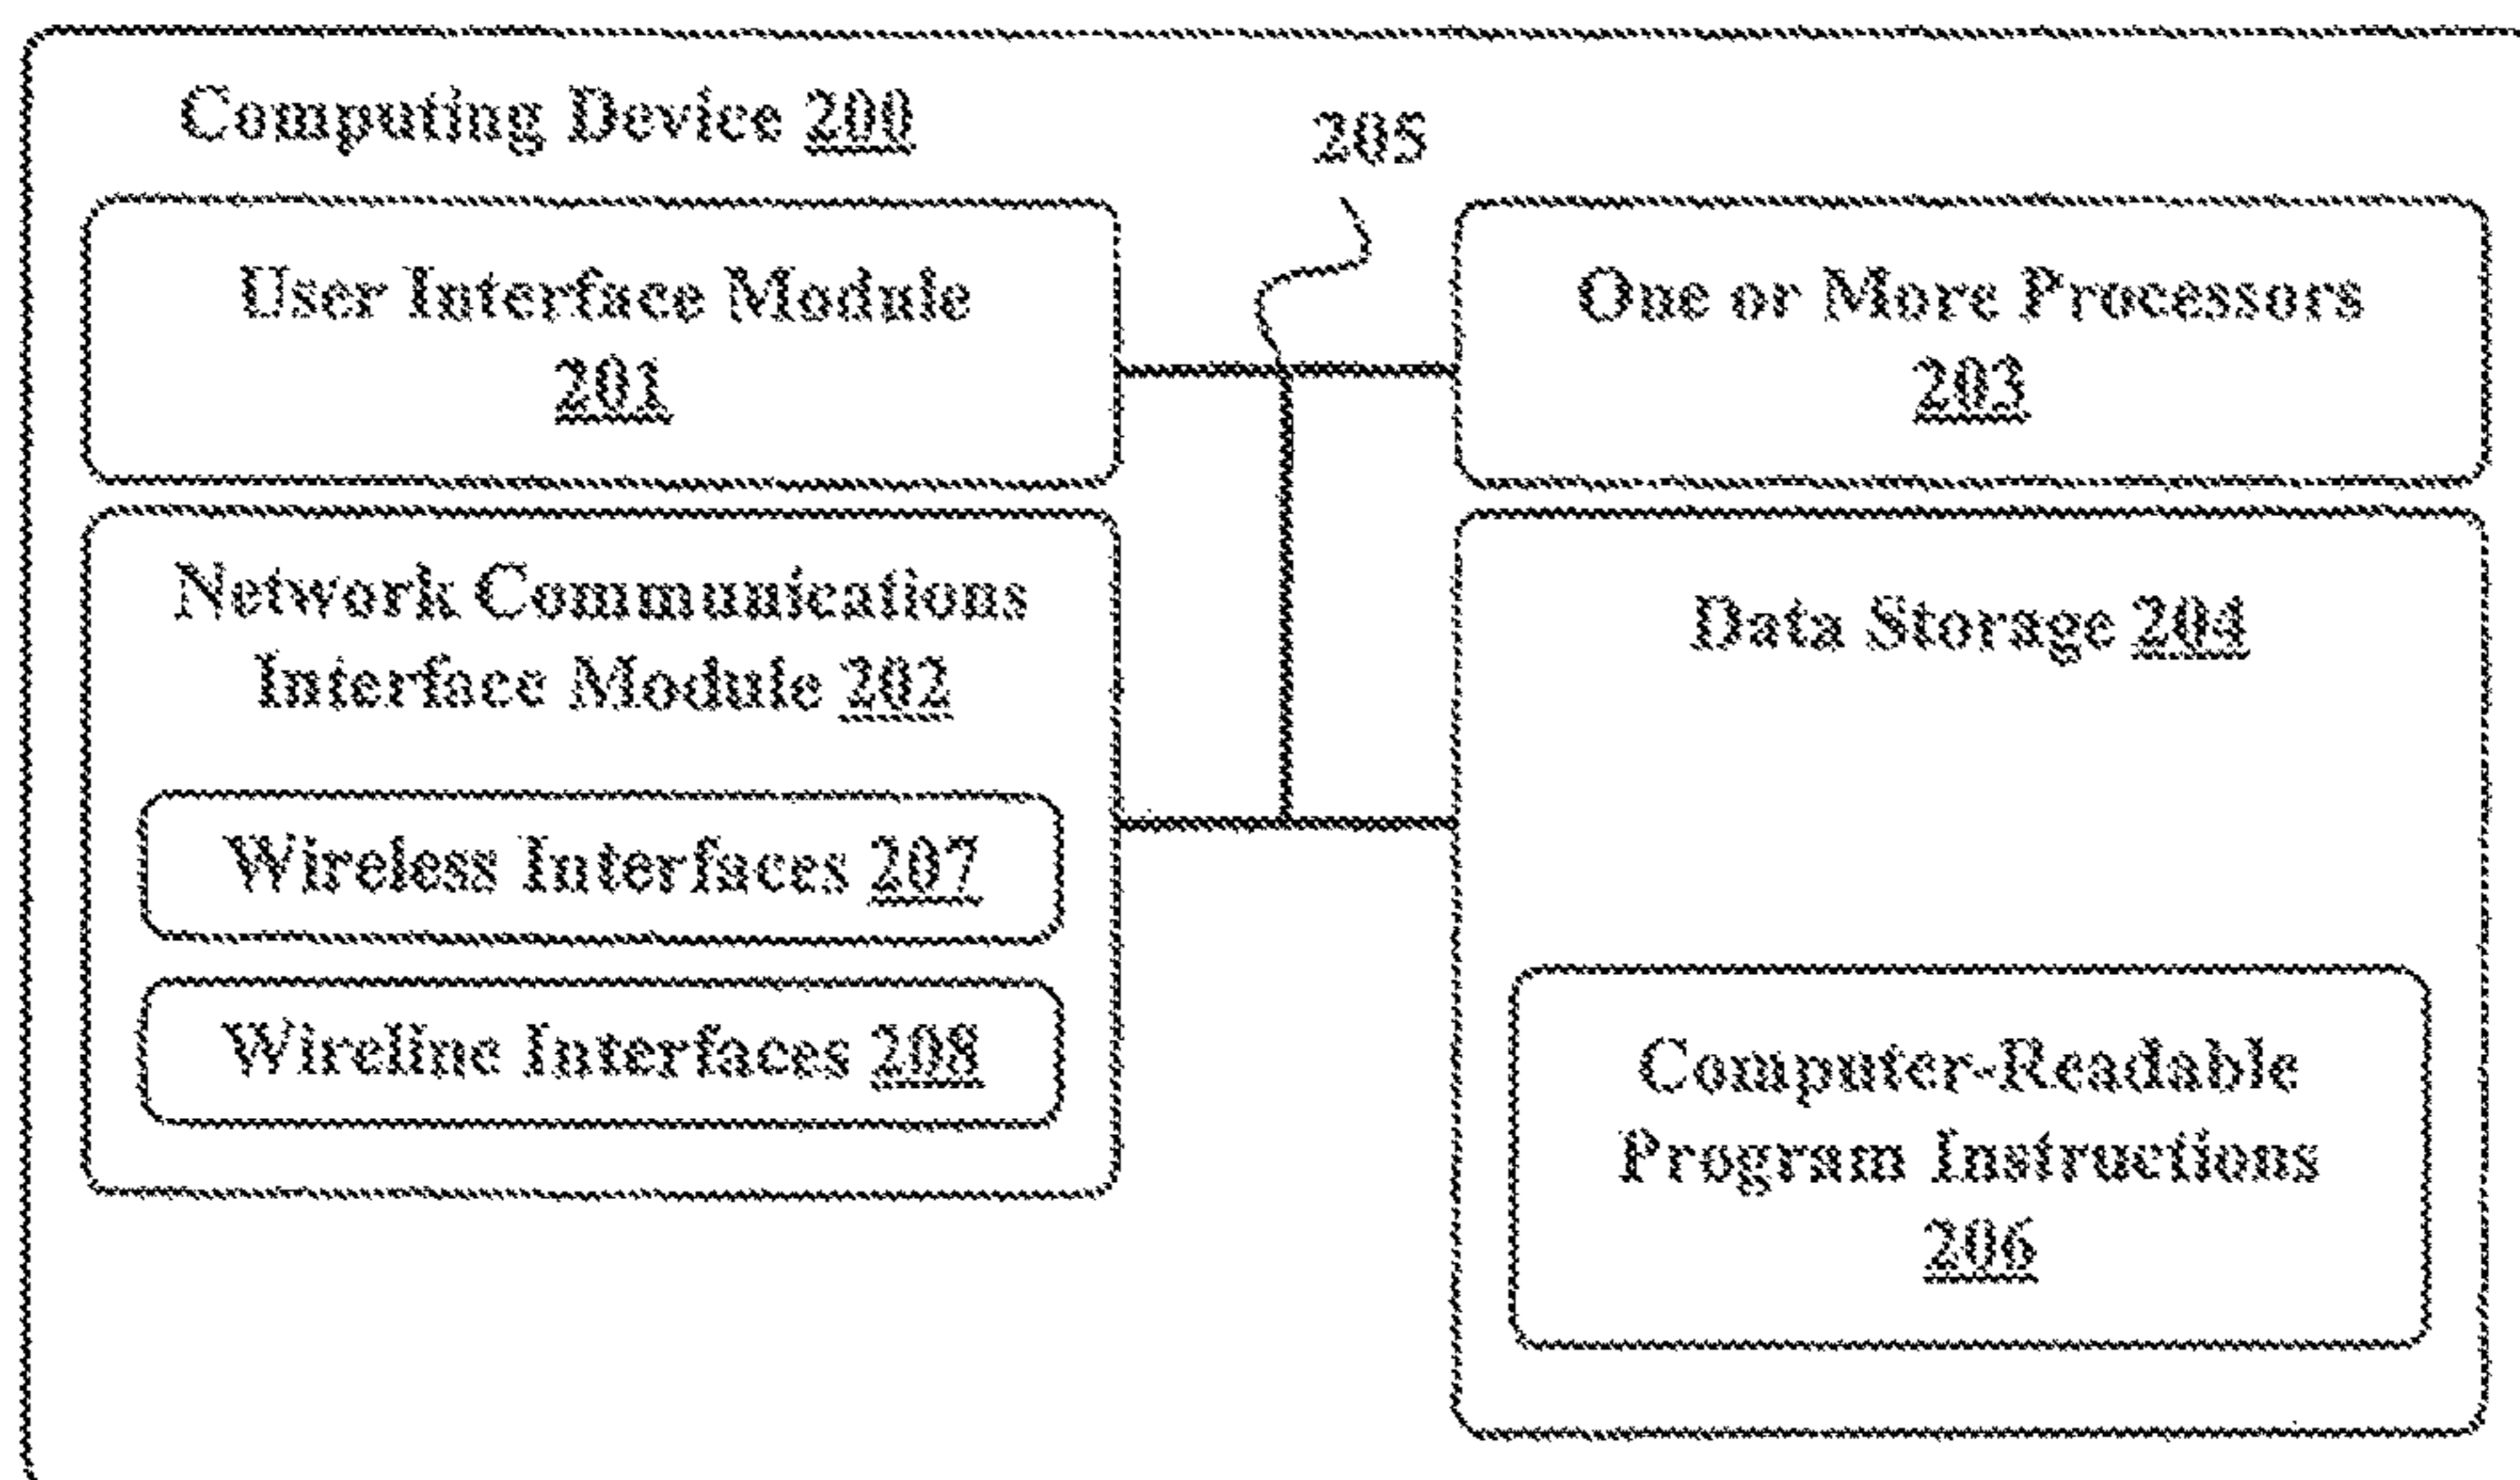 Computing Device 200
205
User Interface Module
201
One or More Processors
203
Network Communications
Interface Module 202
Wireless Interfaces 207
Wireline Interfaces 208
Data Storage 204
Computer-Readable
Program Instructions
206